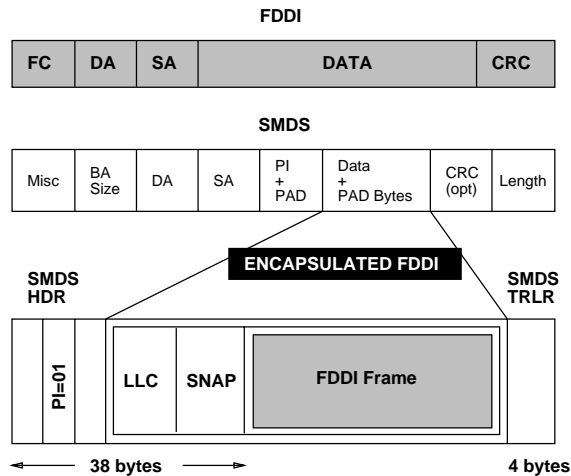 FDDI
FC DA SA DATA CRC
SMDS
Misc BA Size DA SA PI + PAD Data + PAD Bytes CRC (opt) Length
ENCAPSULATED FDDI
SMDS HDR
SMDS TRLR
PI=01
LLC SNAP FDDI Frame
38 bytes
4 bytes